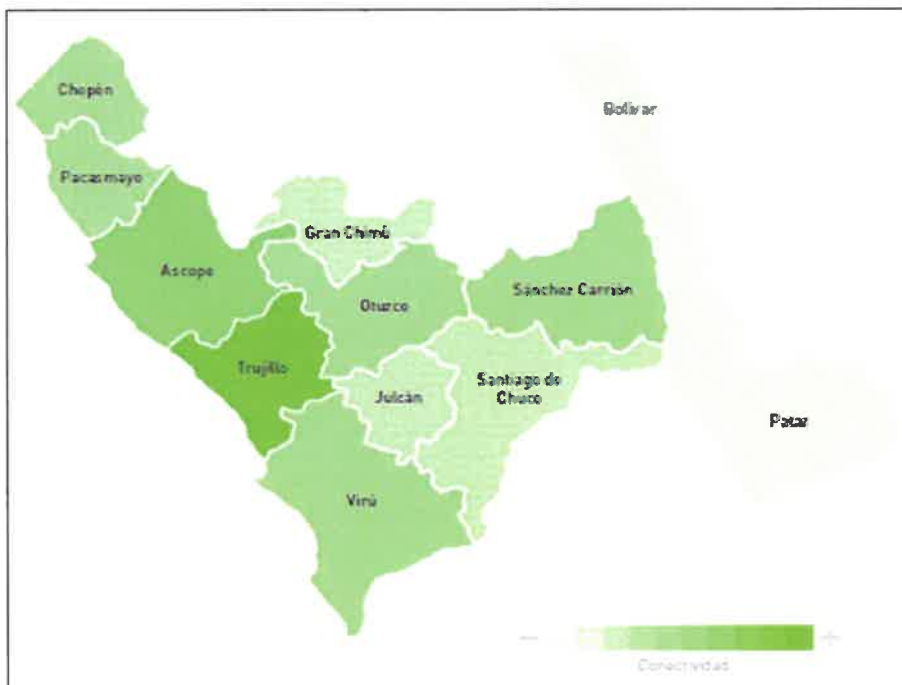 Chepén
Bolívar
Pacasmayo
Gran Chimú
Ascope
Sánchez Carrión
Otuzco
Trujillo
Santiago de
Chuco
Julcán
Pataz
Virú
- +
Conectividad